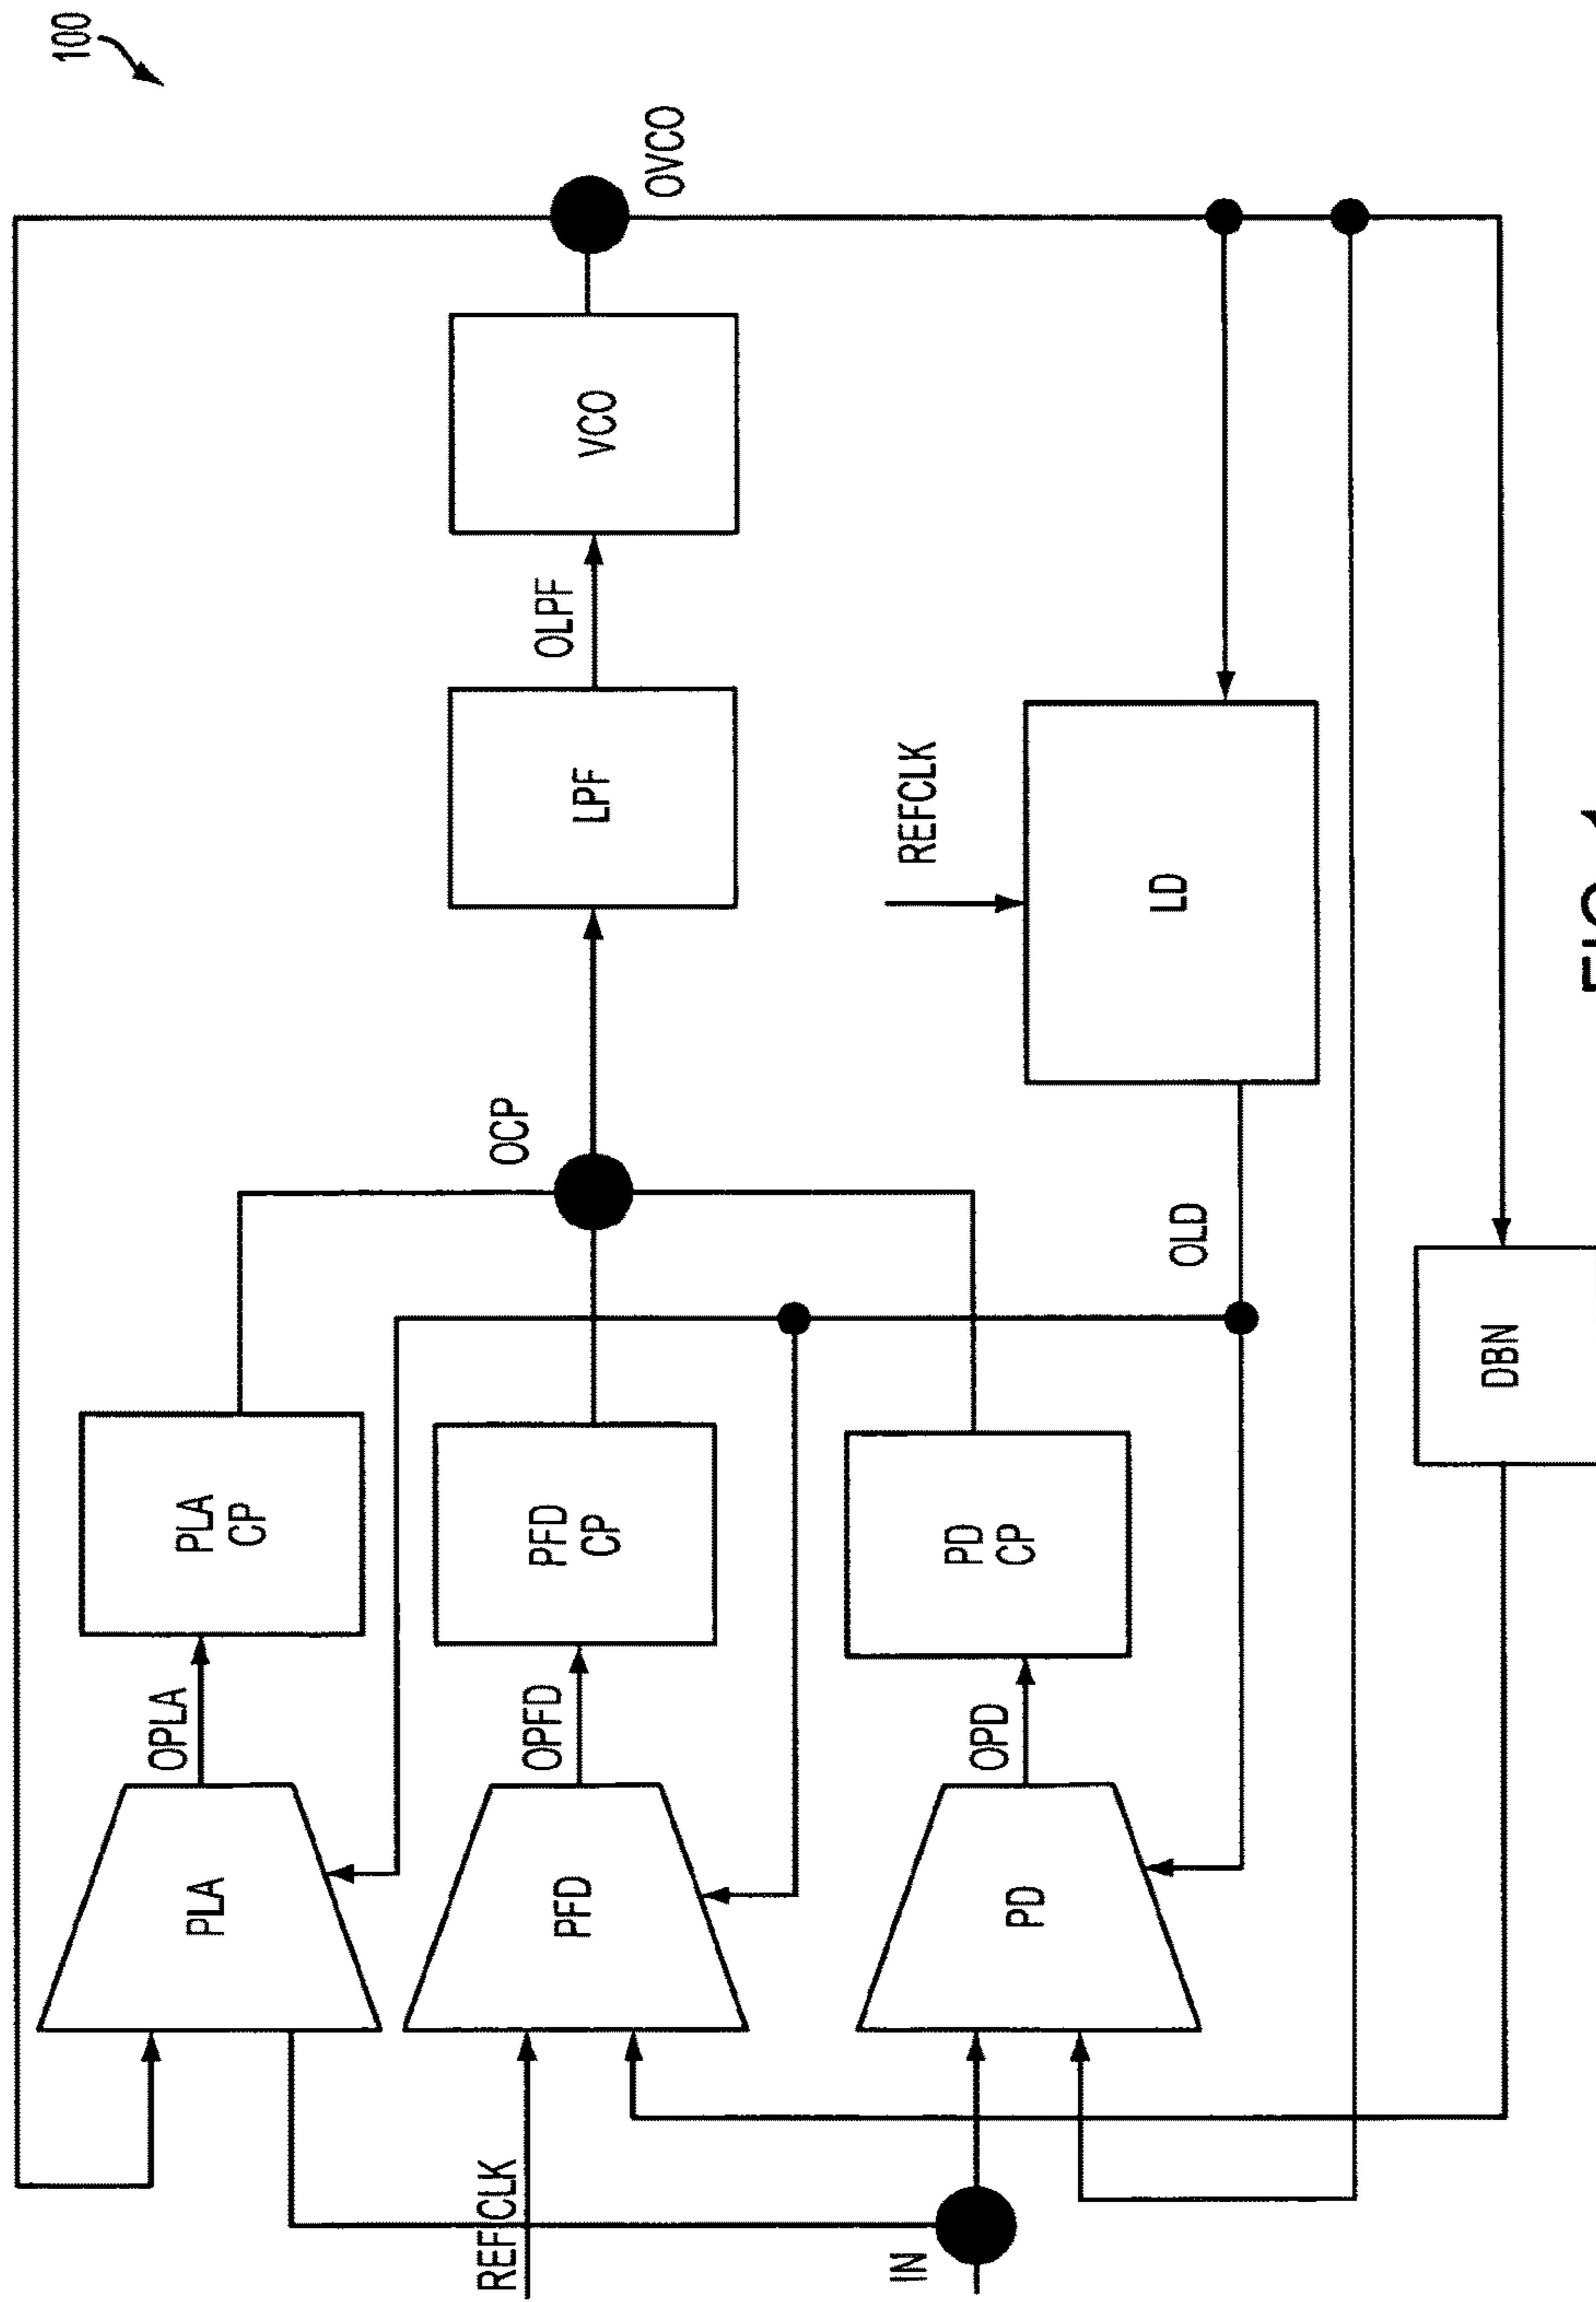 100
OVCO
VCO
OLPF
LPF
REFCLK
LD
OCP
OLD
DBN
PLA
CP
PFD
CP
PD
CP
OPLA
OPFD
OPD
PLA
PFD
PD
REFCLK
IN